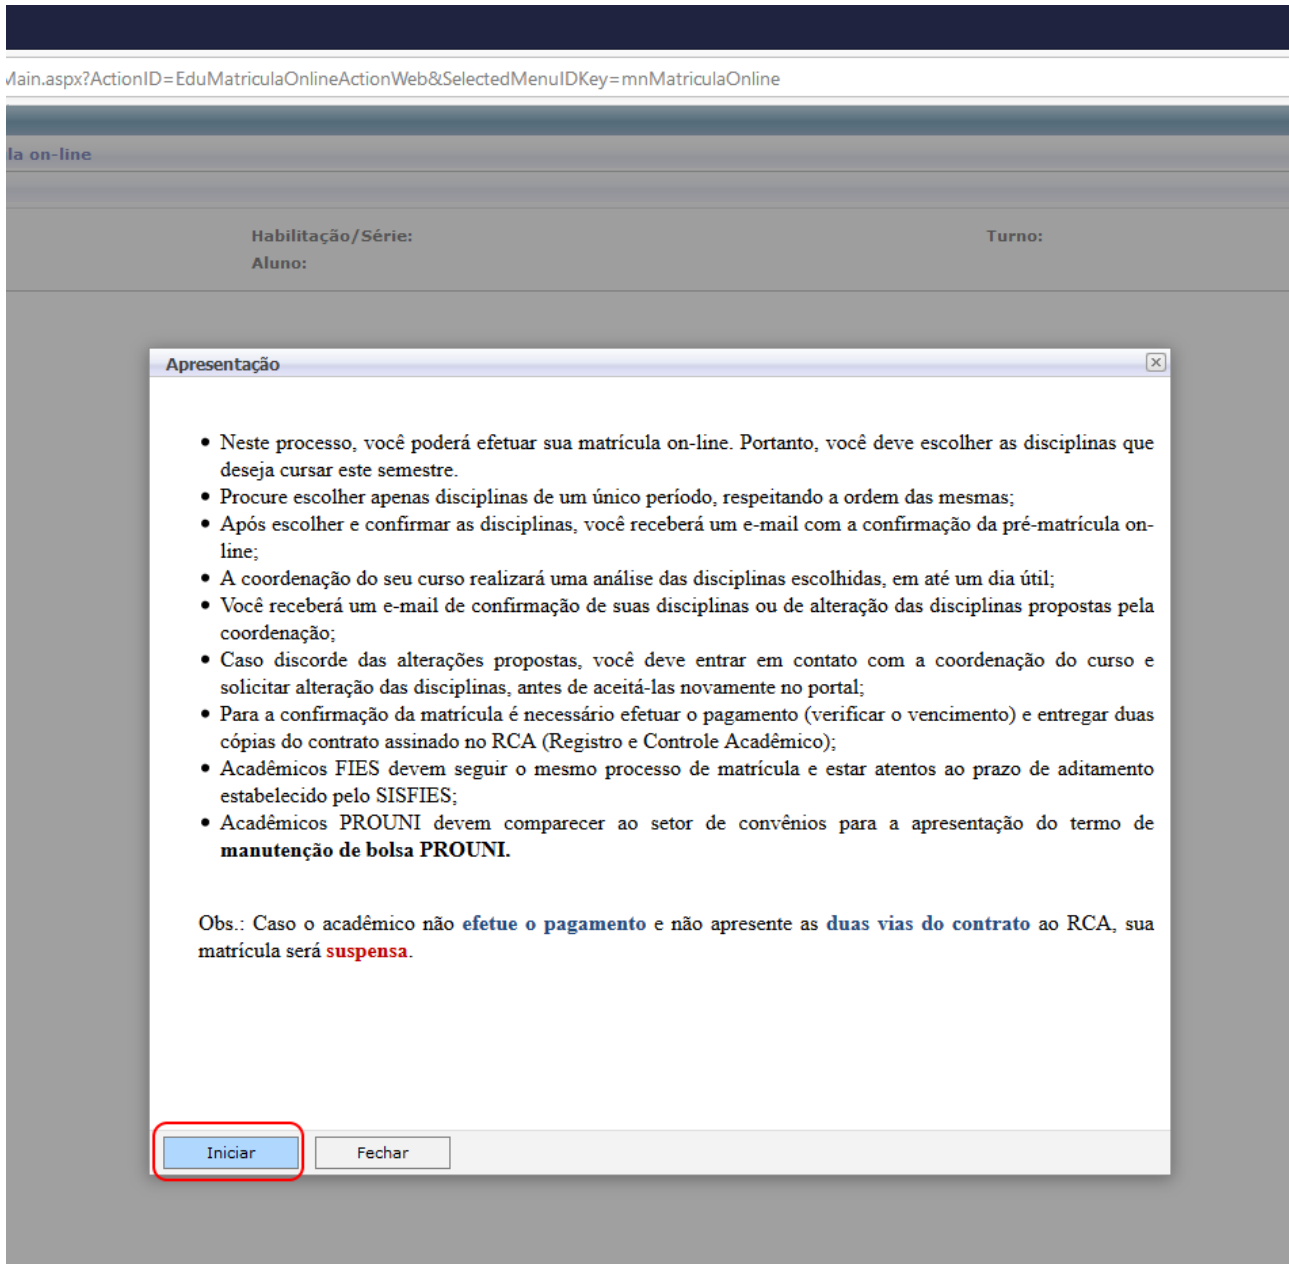 Main.aspx?ActionID=EduMatriculaOnlineActionWeb&SelectedMenuIDKey=mnMatriculaOnline
la on-line
Habilitação/Série:
Turno:
Aluno:
Apresentação
• Neste processo, você poderá efetuar sua matrícula on-line. Portanto, você deve escolher as disciplinas que
deseja cursar este semestre.
• Procure escolher apenas disciplinas de um único período, respeitando a ordem das mesmas;
• Após escolher e confirmar as disciplinas, você receberá um e-mail com a confirmação da pré-matrícula on-
line;
• A coordenação do seu curso realizará uma análise das disciplinas escolhidas, em até um dia útil;
• Você receberá um e-mail de confirmação de suas disciplinas ou de alteração das disciplinas propostas pela
coordenação;
• Caso discorde das alterações propostas, você deve entrar em contato com a coordenação do curso e
solicitar alteração das disciplinas, antes de aceitá-las novamente no portal;
• Para a confirmação da matrícula é necessário efetuar o pagamento (verificar o vencimento) e entregar duas
cópias do contrato assinado no RCA (Registro e Controle Acadêmico);
• Acadêmicos FIES devem seguir o mesmo processo de matrícula e estar atentos ao prazo de aditamento
estabelecido pelo SISFIES;
• Acadêmicos PROUNI devem comparecer ao setor de convênios para a apresentação do termo de
manutenção de bolsa PROUNI.
Obs.: Caso o acadêmico não efetue o pagamento e não apresente as duas vias do contrato ao RCA, sua
matrícula será suspensa.
Iniciar
Fechar